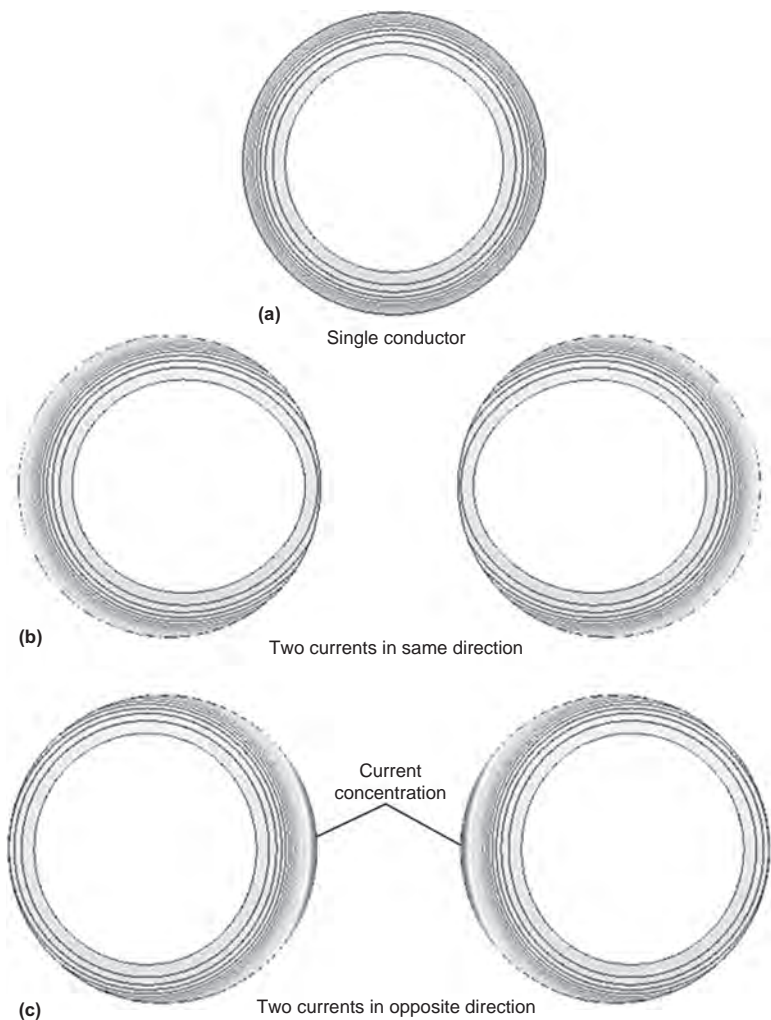 (a)
Single conductor
(b)
Two currents in same direction
Current
concentration
(c)
Two currents in opposite direction